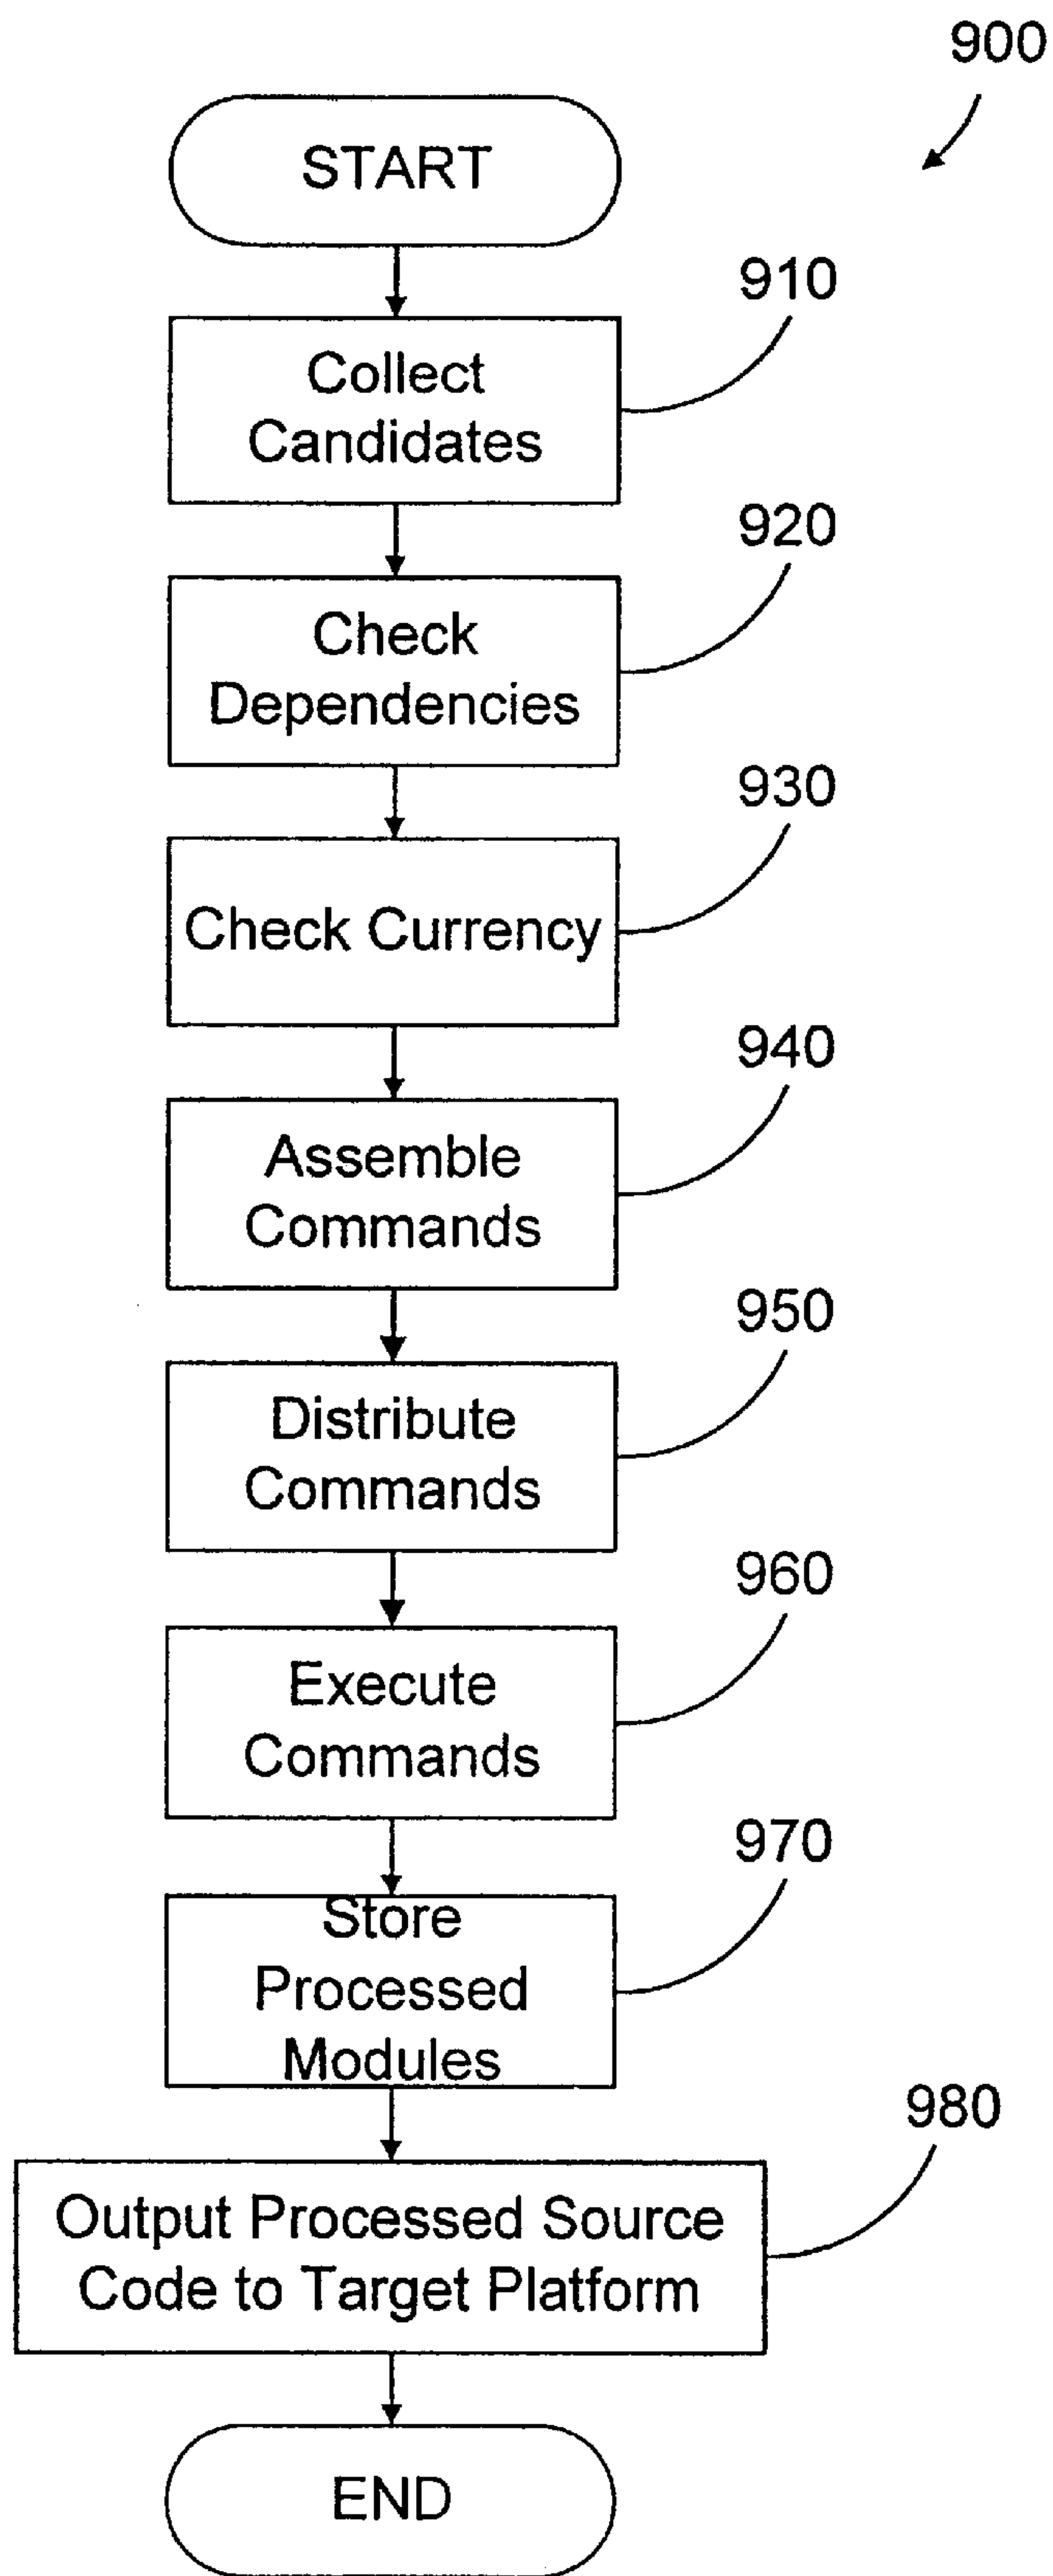 900
START
910
Collect
Candidates
920
Check
Dependencies
930
Check Currency
940
Assemble
Commands
950
Distribute
Commands
960
Execute
Commands
970
Store
Processed
Modules
980
Output Processed Source
Code to Target Platform
END